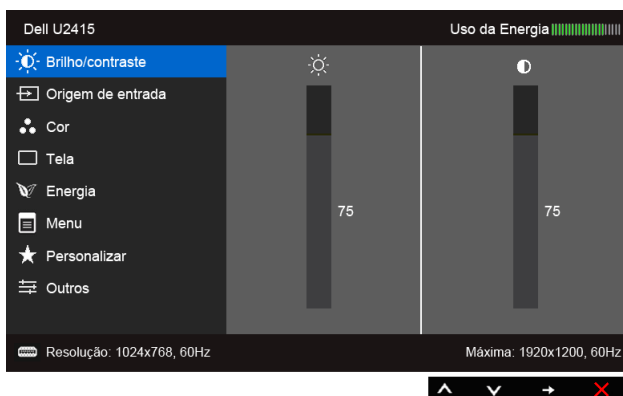 Dell U2415
Uso da Energia
Brilho/contraste
Origem de entrada
Cor
Tela
Energia
Menu
Personalizar
Outros
75
75
Resolução: 1024x768, 60Hz
Máxima: 1920x1200, 60Hz